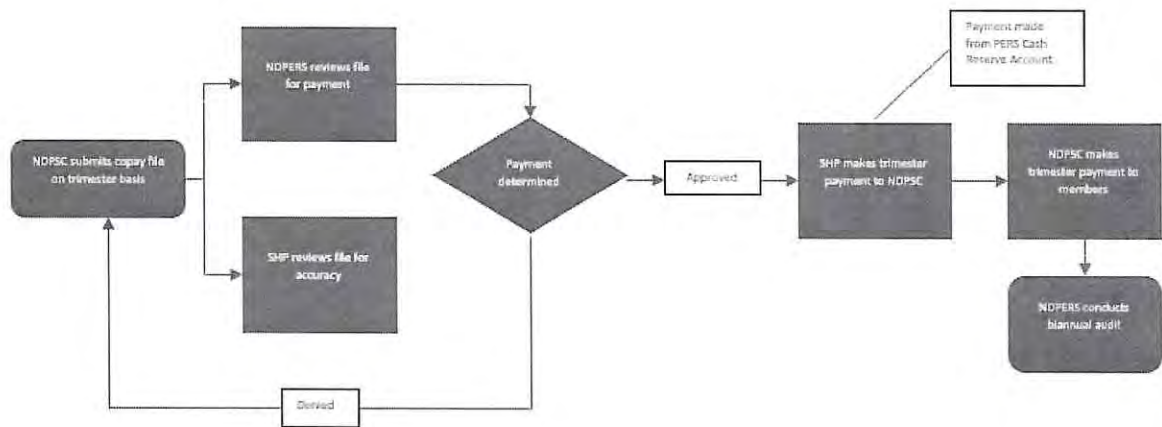 NDPSC submits copay file
on trimester basis
NDPERS reviews file
for payment
SHP reviews file for
accuracy
Payment
determined
Approved
Denied
Payment made
from PERS Cash
Reserve Account
SHP makes trimester
payment to NDPSC
NDPSC makes
trimester payment to
members
NDPERS conducts
biannual audit